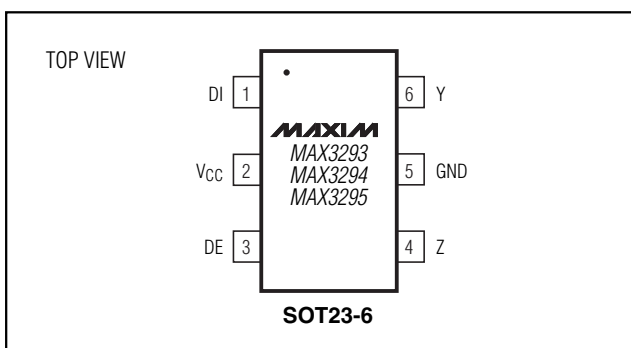 TOP VIEW
DI 1
6 Y
MAXIM
MAX3293
MAX3294
MAX3295
VCC 2
5 GND
DE 3
4 Z
SOT23-6